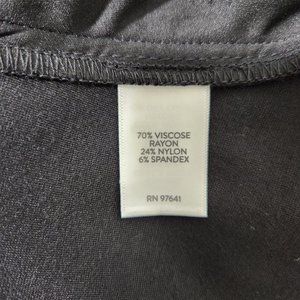 70% VISCOSE
RAYON
24% NYLON
6% SPANDEX
RN 97641